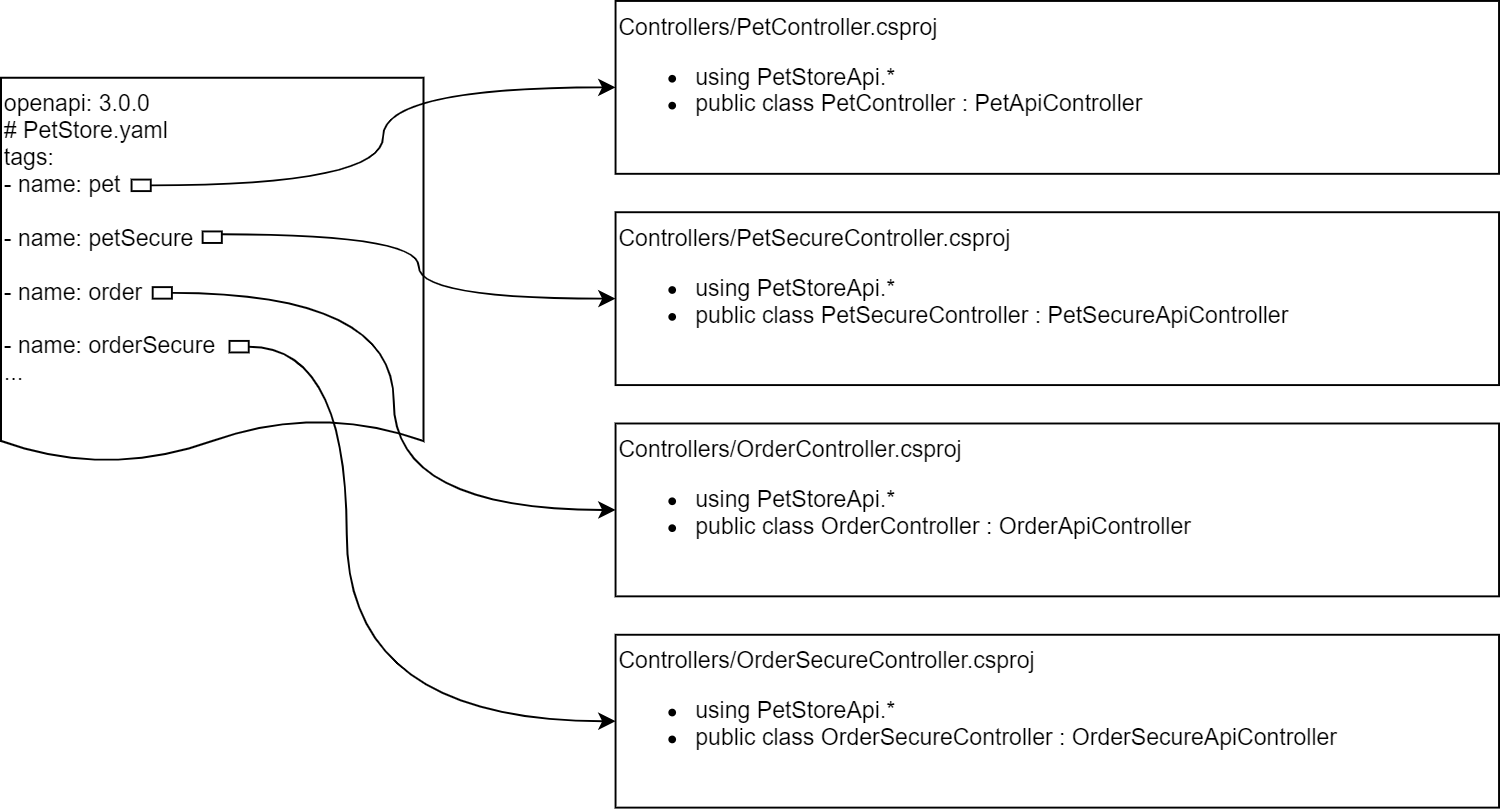 openapi: 3.0.0
# PetStore.yaml
tags:
- name: pet
- name: petSecure
- name: order
- name: orderSecure
...
Controllers/PetController.csproj
• using PetStoreApi.*
• public class PetController : PetApiController
Controllers/PetSecureController.csproj
• using PetStoreApi.*
• public class PetSecureController : PetSecureApiController
Controllers/OrderController.csproj
• using PetStoreApi.*
• public class OrderController : OrderApiController
Controllers/OrderSecureController.csproj
• using PetStoreApi.*
• public class OrderSecureController : OrderSecureApiController